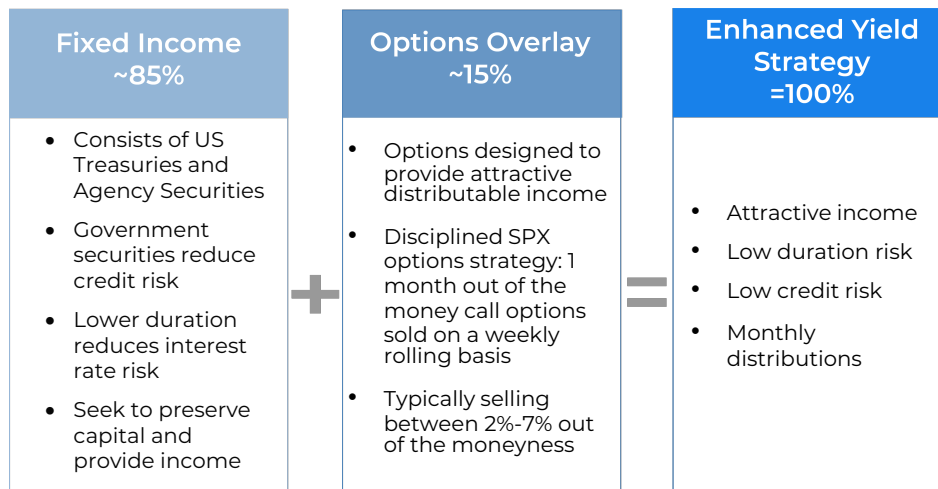 Fixed Income
~85%
• Consists of US
Treasuries and
Agency Securities
• Government
securities reduce
credit risk
• Lower duration
reduces interest
rate risk
• Seek to preserve
capital and
provide income
+
Options Overlay
~15%
• Options designed to
provide attractive
distributable income
• Disciplined SPX
options strategy: 1
month out of the
money call options
sold on a weekly
rolling basis
• Typically selling
between 2%-7% out
of the moneyness
=
Enhanced Yield
Strategy
=100%
• Attractive income
• Low duration risk
• Low credit risk
• Monthly
distributions